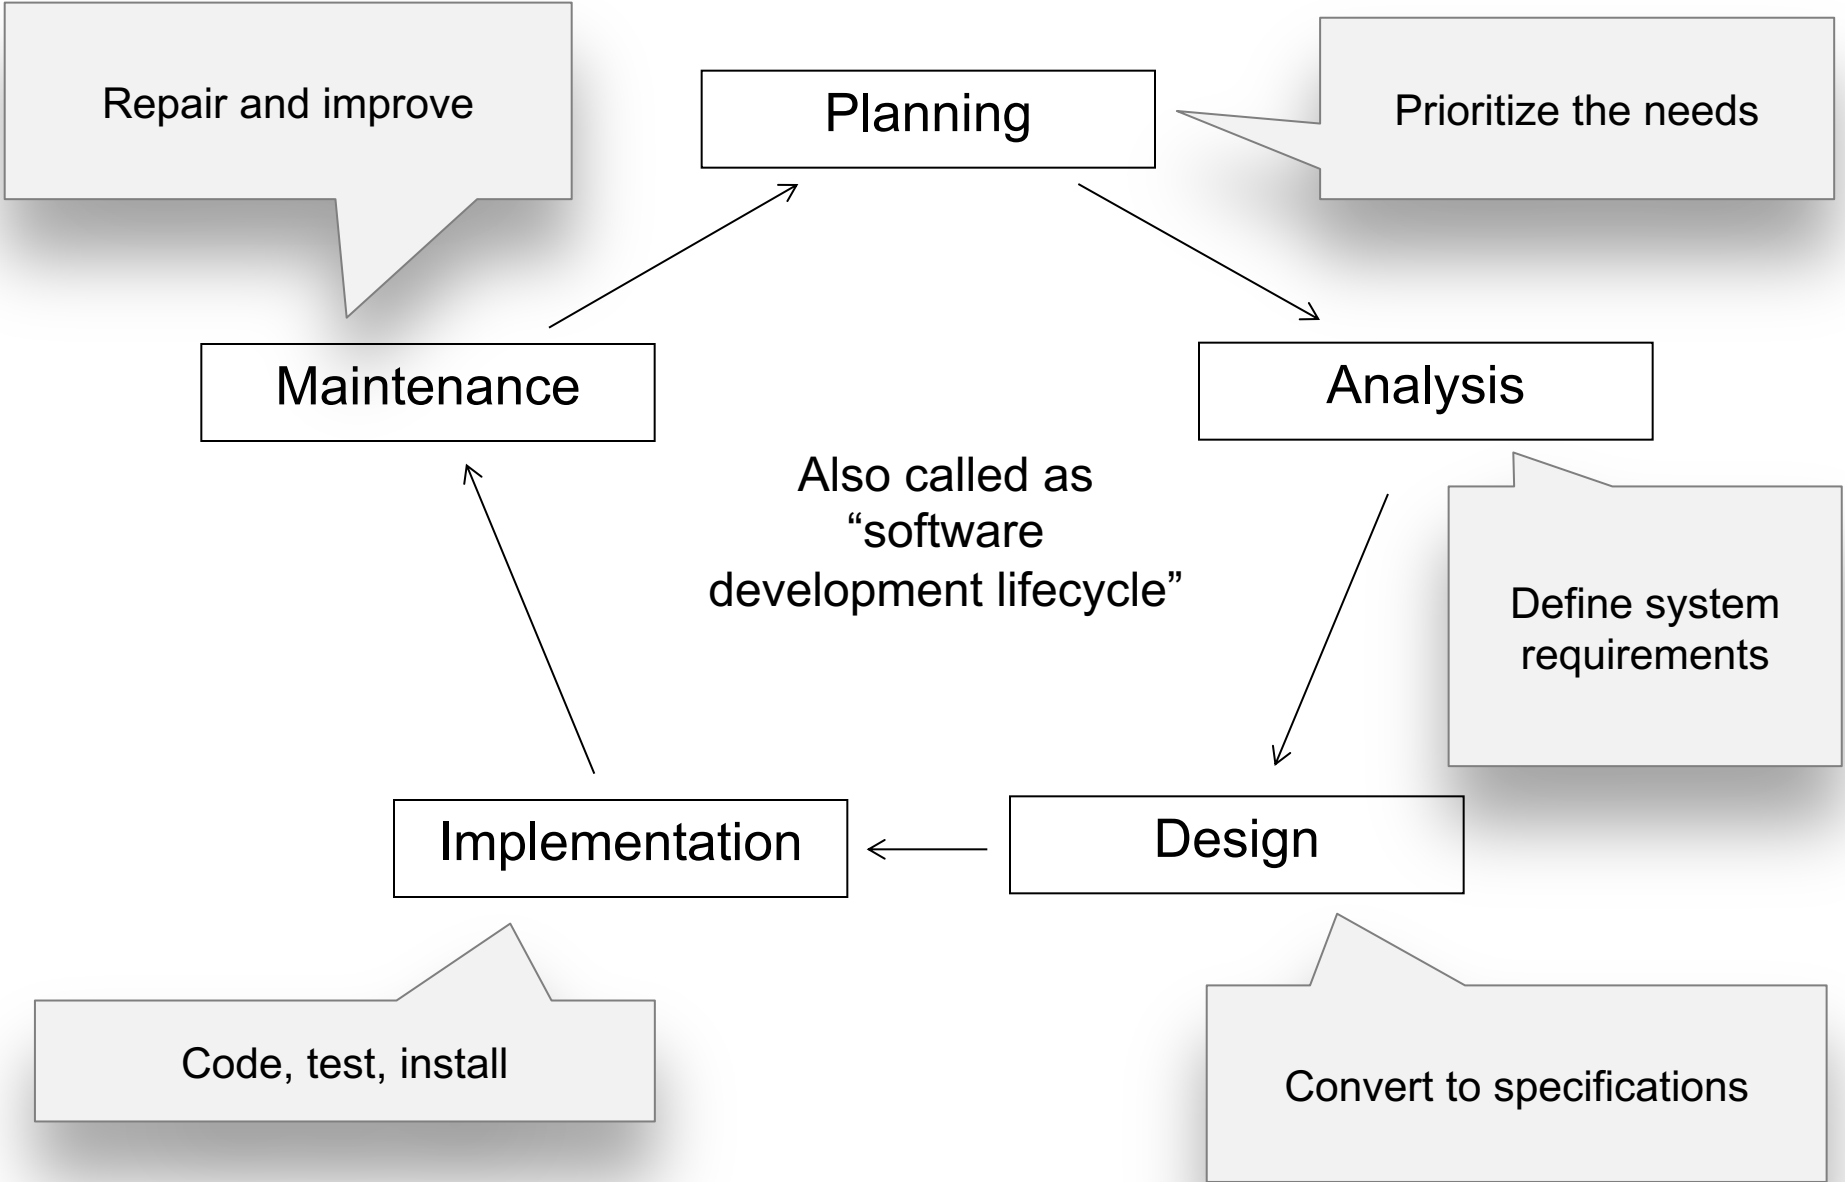 Repair and improve
Planning
Prioritize the needs
Maintenance
Analysis
Also called as
“software
development lifecycle”
Define system
requirements
Implementation
Design
Code, test, install
Convert to specifications